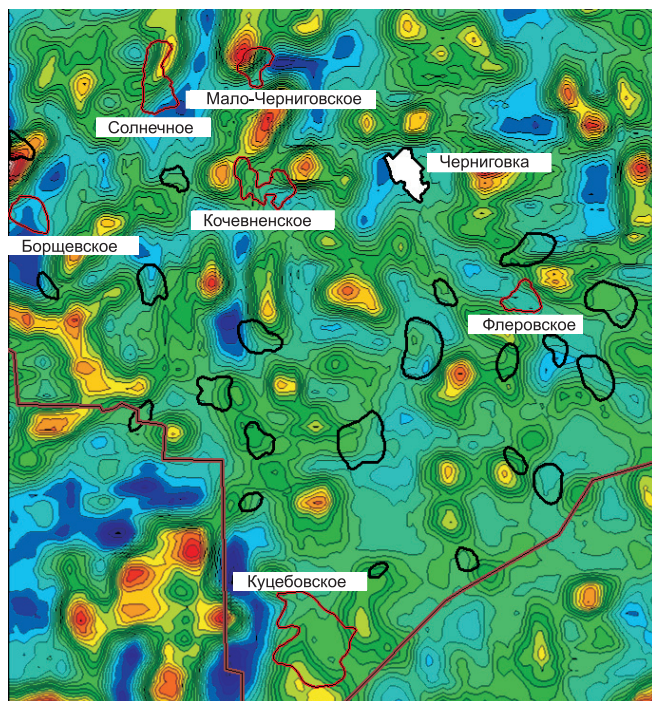 Мало-Черниговское
Солнечное
Черниговка
Кочевненское
Борщевское
Флеровское
Куцебовское